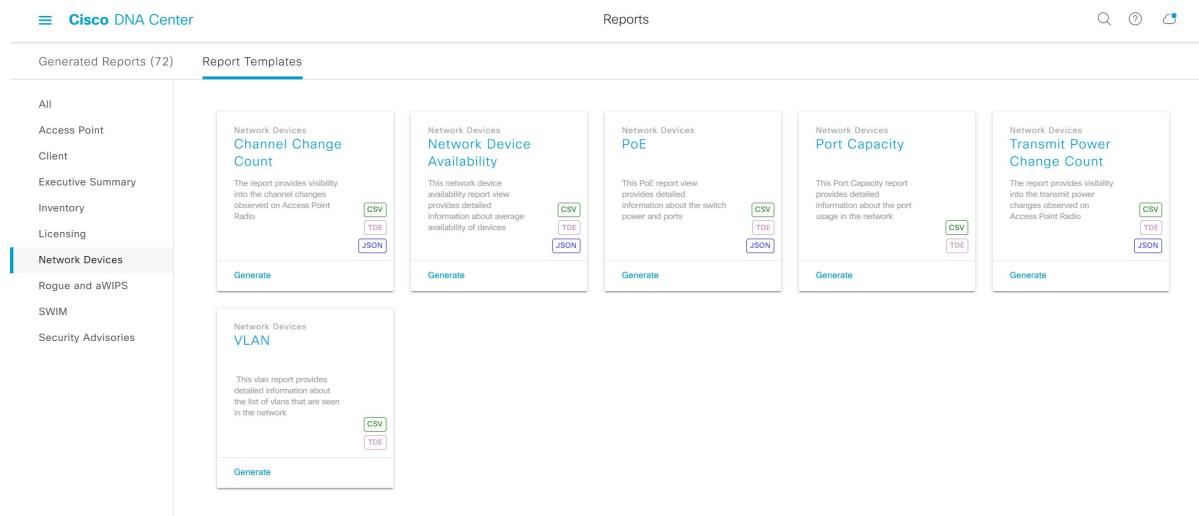 Cisco DNA Center
Reports
Generated Reports (72)
Report Templates
All
Access Point
Client
Executive Summary
Inventory
Licensing
Network Devices
Rogue and aWIPS
SWIM
Security Advisories
Network Devices
Channel Change
Count
The report provides visibility
into the channel changes
observed on Access Point
Radio
CSV
TDE
JSON
Generate
Network Devices
Network Device
Availability
This network device
availability report view
provides detailed
information about average
availability of devices
CSV
TDE
JSON
Generate
Network Devices
PoE
This PoE report view
provides detailed
information about the switch
power and ports
CSV
TDE
JSON
Generate
Network Devices
Port Capacity
This Port Capacity report
provides detailed
information about the port
usage in the network
CSV
TDE
Generate
Network Devices
Transmit Power
Change Count
The report provides visibility
into the transmit power
changes observed on
Access Point Radio
CSV
TDE
JSON
Generate
Network Devices
VLAN
This vlan report provides
detailed information about
the list of vlans that are seen
in the network
CSV
TDE
Generate